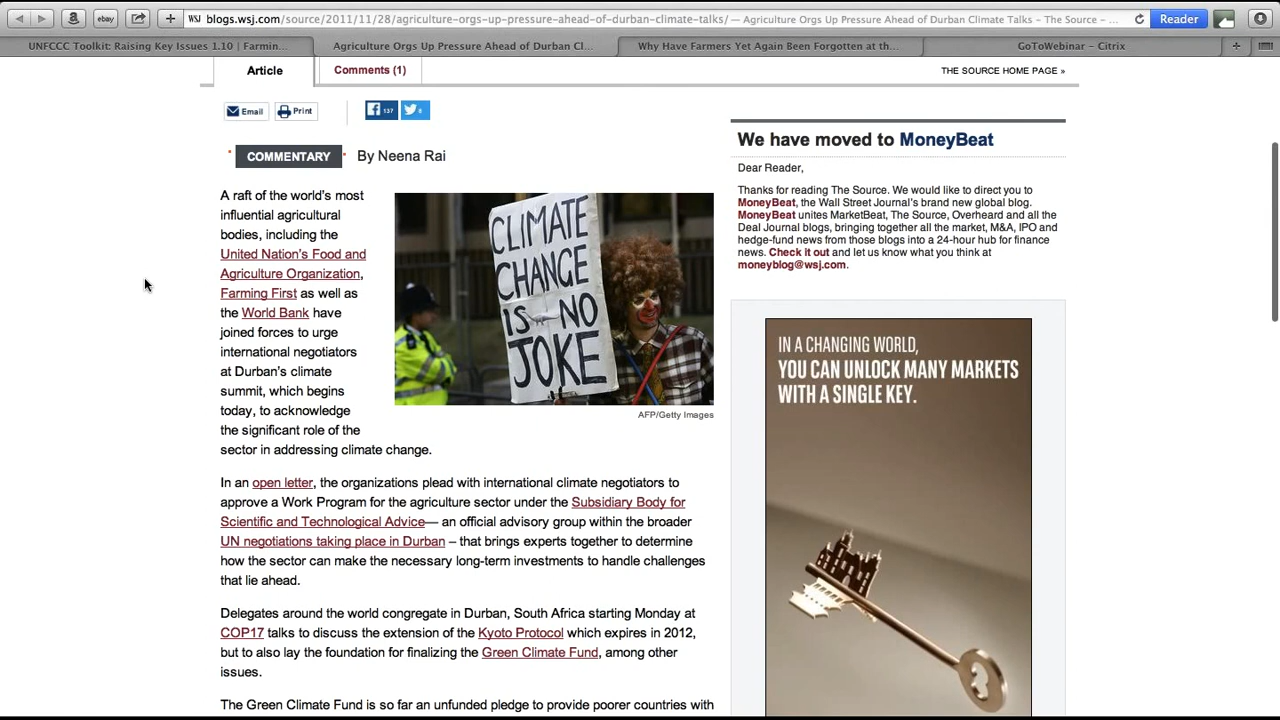 ebay
WSJ blogs.wsj.com/source/2011/11/28/agriculture-orgs-up-pressure-ahead-of-durban-climate-talks/ — Agriculture Orgs Up Pressure Ahead of Durban Climate Talks – The Source – ...
Reader
UNFCCC Toolkit: Raising Key Issues 1.10 | Farmin...
Agriculture Orgs Up Pressure Ahead of Durban Cl...
Why Have Farmers Yet Again Been Forgotten at th...
GoToWebinar – Citrix
Article
Comments (1)
THE SOURCE HOME PAGE »
Email
Print
137
COMMENTARY
By Neena Rai
A raft of the world's most
influential agricultural
bodies, including the
United Nation's Food and
Agriculture Organization,
Farming First as well as
the World Bank have
joined forces to urge
international negotiators
at Durban's climate
summit, which begins
today, to acknowledge
the significant role of the
sector in addressing climate change.
CLIMATE
CHANGE
IS NO
JOKE
AFP/Getty Images
In an open letter, the organizations plead with international climate negotiators to
approve a Work Program for the agriculture sector under the Subsidiary Body for
Scientific and Technological Advice— an official advisory group within the broader
UN negotiations taking place in Durban – that brings experts together to determine
how the sector can make the necessary long-term investments to handle challenges
that lie ahead.
Delegates around the world congregate in Durban, South Africa starting Monday at
COP17 talks to discuss the extension of the Kyoto Protocol which expires in 2012,
but to also lay the foundation for finalizing the Green Climate Fund, among other
issues.
The Green Climate Fund is so far an unfunded pledge to provide poorer countries with
We have moved to MoneyBeat
Dear Reader,
Thanks for reading The Source. We would like to direct you to
MoneyBeat, the Wall Street Journal's brand new global blog.
MoneyBeat unites MarketBeat, The Source, Overheard and all the
Deal Journal blogs, bringing together all the market, M&A, IPO and
hedge-fund news from those blogs into a 24-hour hub for finance
news. Check it out and let us know what you think at
moneyblog@wsj.com.
IN A CHANGING WORLD,
YOU CAN UNLOCK MANY MARKETS
WITH A SINGLE KEY.